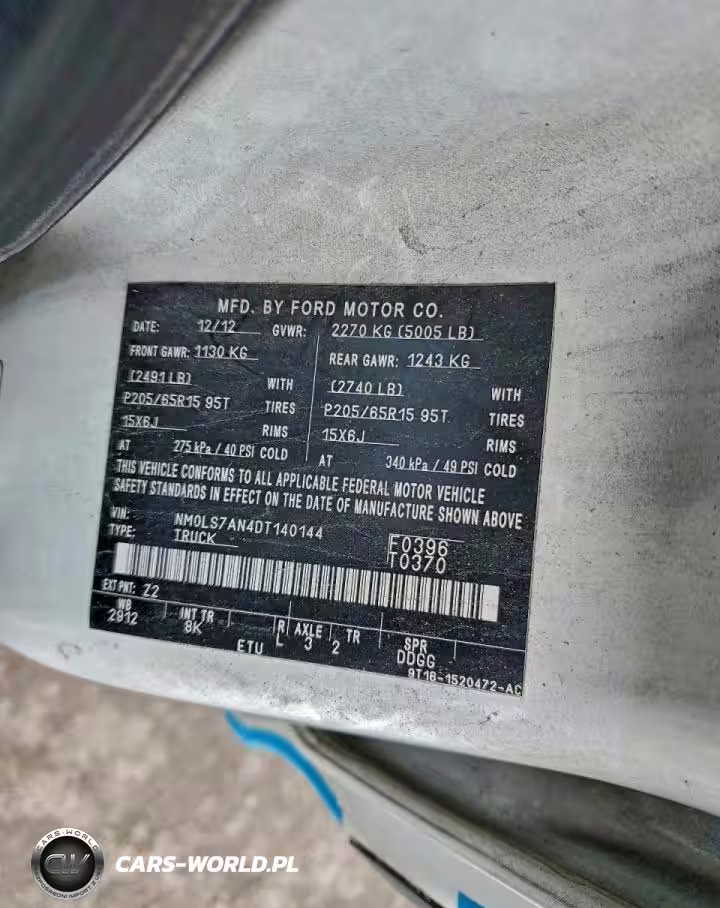 MFD. BY FORD MOTOR CO.
DATE: 12/12 GVWR: 2270 KG (5005 LB)
FRONT GAWR: 1130 KG REAR GAWR: 1243 KG
(2491 LB) WITH (2740 LB) WITH
P205/65R15 95T TIRES P205/65R15 95T TIRES
15X6J RIMS 15X6J RIMS
AT 275 kPa / 40 PSI COLD AT 340 kPa / 49 PSI COLD
THIS VEHICLE CONFORMS TO ALL APPLICABLE FEDERAL MOTOR VEHICLE
SAFETY STANDARDS IN EFFECT ON THE DATE OF MANUFACTURE SHOWN ABOVE
VIN: NM0LS7AN4DT140144
TYPE: TRUCK
F0396
T0370
EXT PNT: Z2
WB INT TR R AXLE TR SPR
2912 8K L 3 2 DDGG
ETU 9T16-1520472-AC
CARS-WORLD
CW
CARS-WORLD.PL